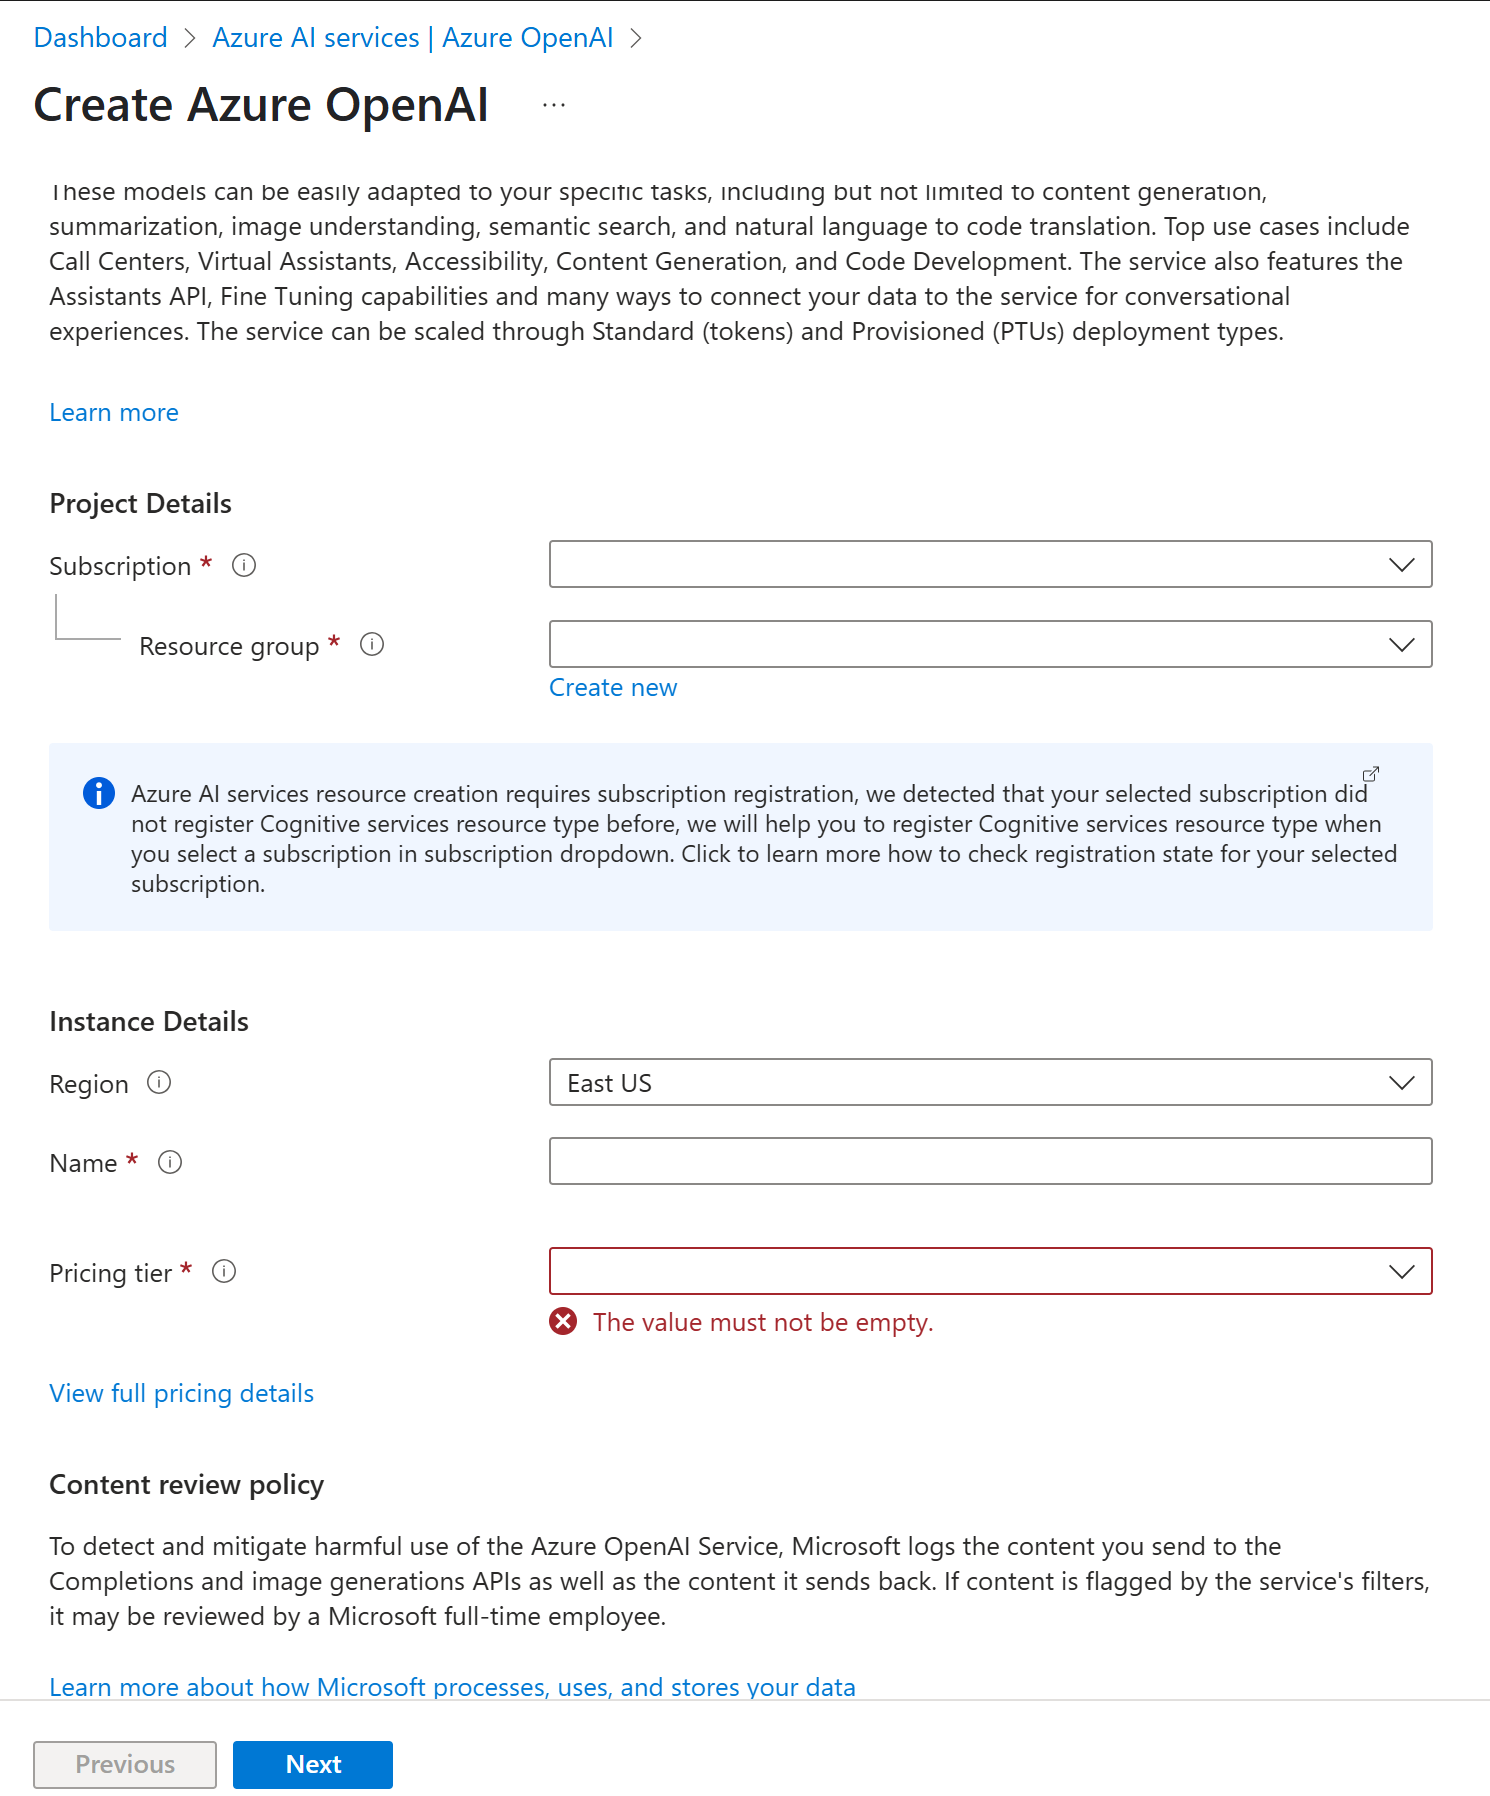 Dashboard > Azure AI services | Azure OpenAI >
Create Azure OpenAI ...
These models can be easily adapted to your specific tasks, including but not limited to content generation,
summarization, image understanding, semantic search, and natural language to code translation. Top use cases include
Call Centers, Virtual Assistants, Accessibility, Content Generation, and Code Development. The service also features the
Assistants API, Fine Tuning capabilities and many ways to connect your data to the service for conversational
experiences. The service can be scaled through Standard (tokens) and Provisioned (PTUs) deployment types.
Learn more
Project Details
Subscription *
Resource group *
Create new
Azure AI services resource creation requires subscription registration, we detected that your selected subscription did
not register Cognitive services resource type before, we will help you to register Cognitive services resource type when
you select a subscription in subscription dropdown. Click to learn more how to check registration state for your selected
subscription.
Instance Details
Region East US
Name *
Pricing tier *
The value must not be empty.
View full pricing details
Content review policy
To detect and mitigate harmful use of the Azure OpenAI Service, Microsoft logs the content you send to the
Completions and image generations APIs as well as the content it sends back. If content is flagged by the service's filters,
it may be reviewed by a Microsoft full-time employee.
Learn more about how Microsoft processes, uses, and stores your data
Previous Next